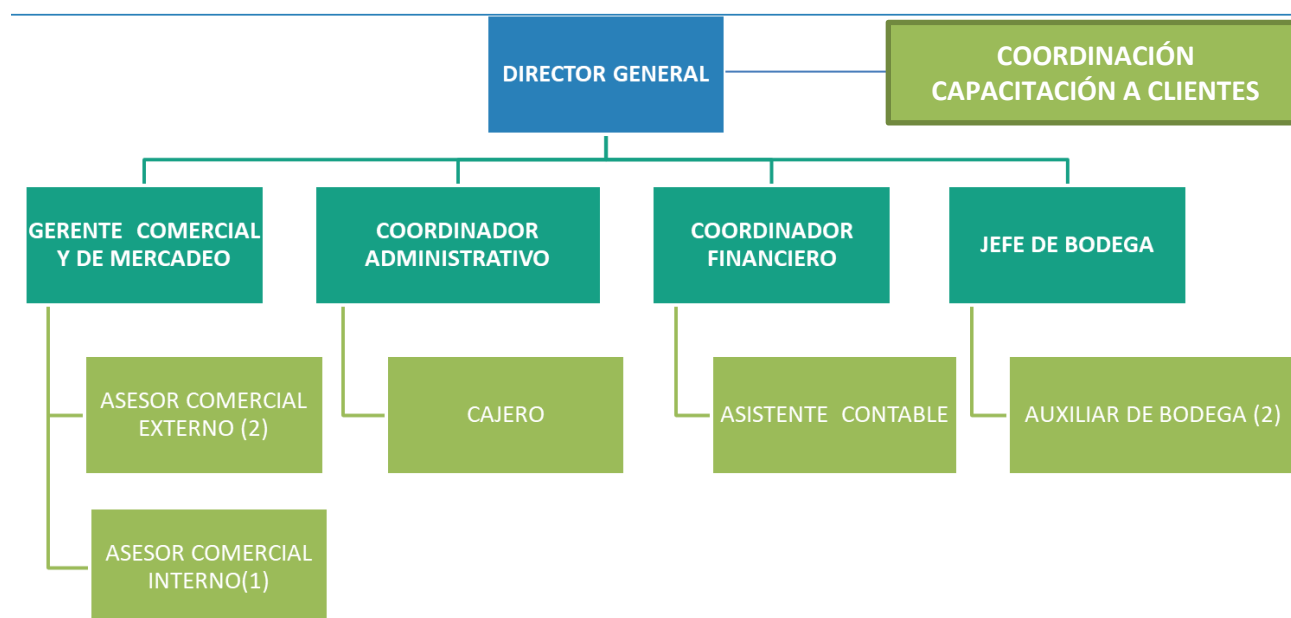 DIRECTOR GENERAL
COORDINACIÓN
CAPACITACIÓN A CLIENTES
GERENTE COMERCIAL
Y DE MERCADEO
COORDINADOR
ADMINISTRATIVO
COORDINADOR
FINANCIERO
JEFE DE BODEGA
ASESOR COMERCIAL
EXTERNO (2)
CAJERO
ASISTENTE CONTABLE
AUXILIAR DE BODEGA (2)
ASESOR COMERCIAL
INTERNO(1)